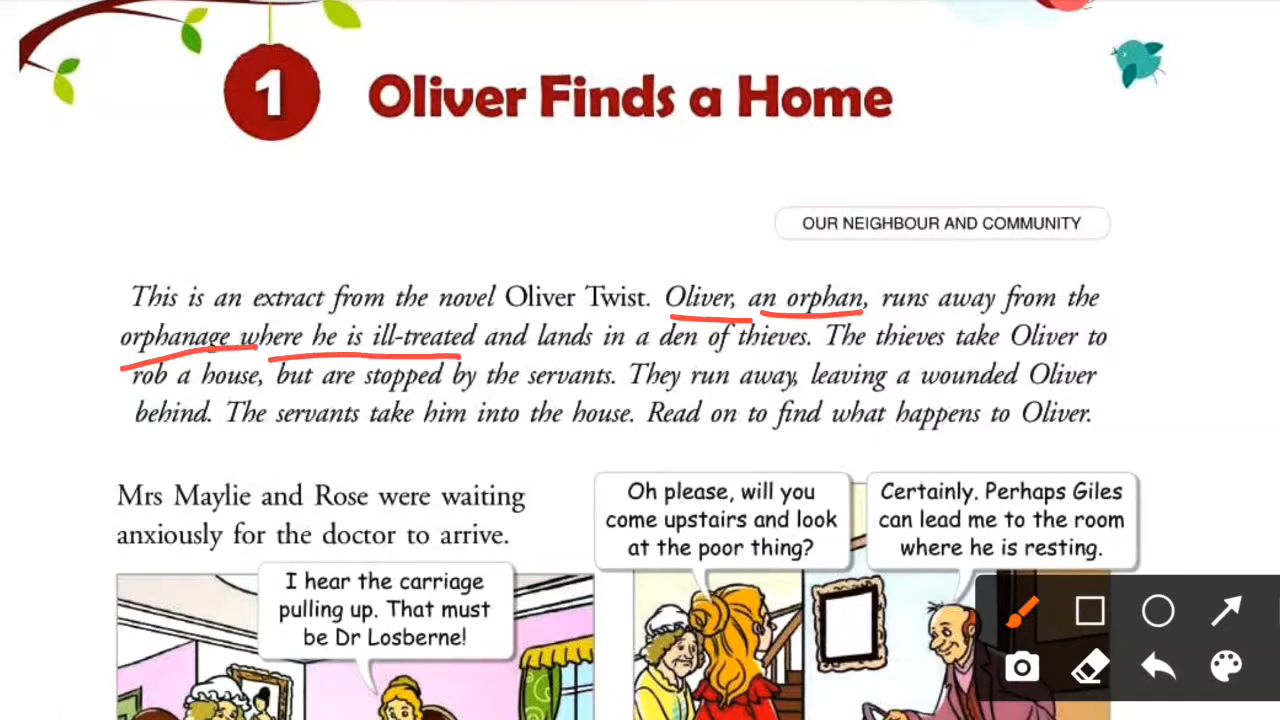 1 Oliver Finds a Home
OUR NEIGHBOUR AND COMMUNITY
This is an extract from the novel Oliver Twist. Oliver, an orphan, runs away from the
orphanage where he is ill-treated and lands in a den of thieves. The thieves take Oliver to
rob a house, but are stopped by the servants. They run away, leaving a wounded Oliver
behind. The servants take him into the house. Read on to find what happens to Oliver.
Mrs Maylie and Rose were waiting
anxiously for the doctor to arrive.
I hear the carriage
pulling up. That must
be Dr Losberne!
Oh please, will you
come upstairs and look
at the poor thing?
Certainly. Perhaps Giles
can lead me to the room
where he is resting.